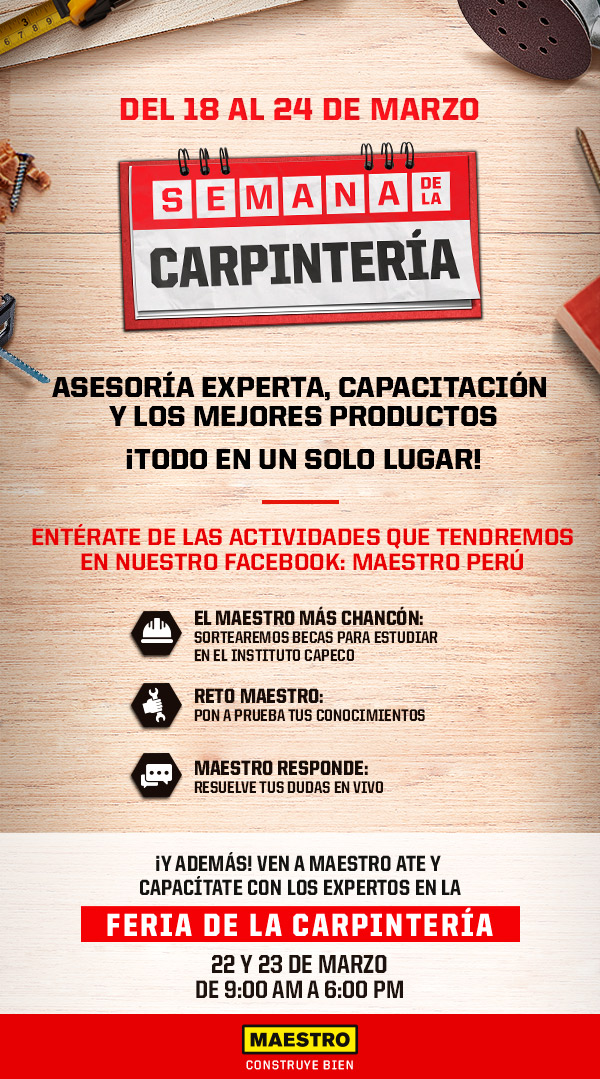 DEL 18 AL 24 DE MARZO
SEMANA DE LA
CARPINTERÍA
ASESORÍA EXPERTA, CAPACITACIÓN
Y LOS MEJORES PRODUCTOS
¡TODO EN UN SOLO LUGAR!
ENTÉRATE DE LAS ACTIVIDADES QUE TENDREMOS
EN NUESTRO FACEBOOK: MAESTRO PERÚ
EL MAESTRO MÁS CHANCÓN:
SORTEAREMOS BECAS PARA ESTUDIAR
EN EL INSTITUTO CAPECO
RETO MAESTRO:
PON A PRUEBA TUS CONOCIMIENTOS
MAESTRO RESPONDE:
RESUELVE TUS DUDAS EN VIVO
¡Y ADEMÁS! VEN A MAESTRO ATE Y
CAPACÍTATE CON LOS EXPERTOS EN LA
FERIA DE LA CARPINTERÍA
22 Y 23 DE MARZO
DE 9:00 AM A 6:00 PM
MAESTRO
CONSTRUYE BIEN